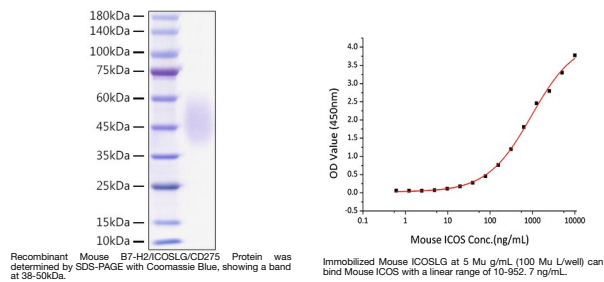 180kDa
140kDa
100kDa
75kDa
60kDa
45kDa
35kDa
25kDa
15kDa
10kDa
Recombinant Mouse B7-H2/ICOSLG/CD275 Protein was
determined by SDS-PAGE with Coomassie Blue, showing a band
at 38-50kDa.
OD Value (450nm)
4.0
3.5
3.0
2.5
2.0
1.5
1.0
0.5
0.0
-0.5
0.1 1 10 100 1000 10000
Mouse ICOS Conc.(ng/mL)
Immobilized Mouse ICOSLG at 5 Mu g/mL (100 Mu L/well) can
bind Mouse ICOS with a linear range of 10-952. 7 ng/mL.